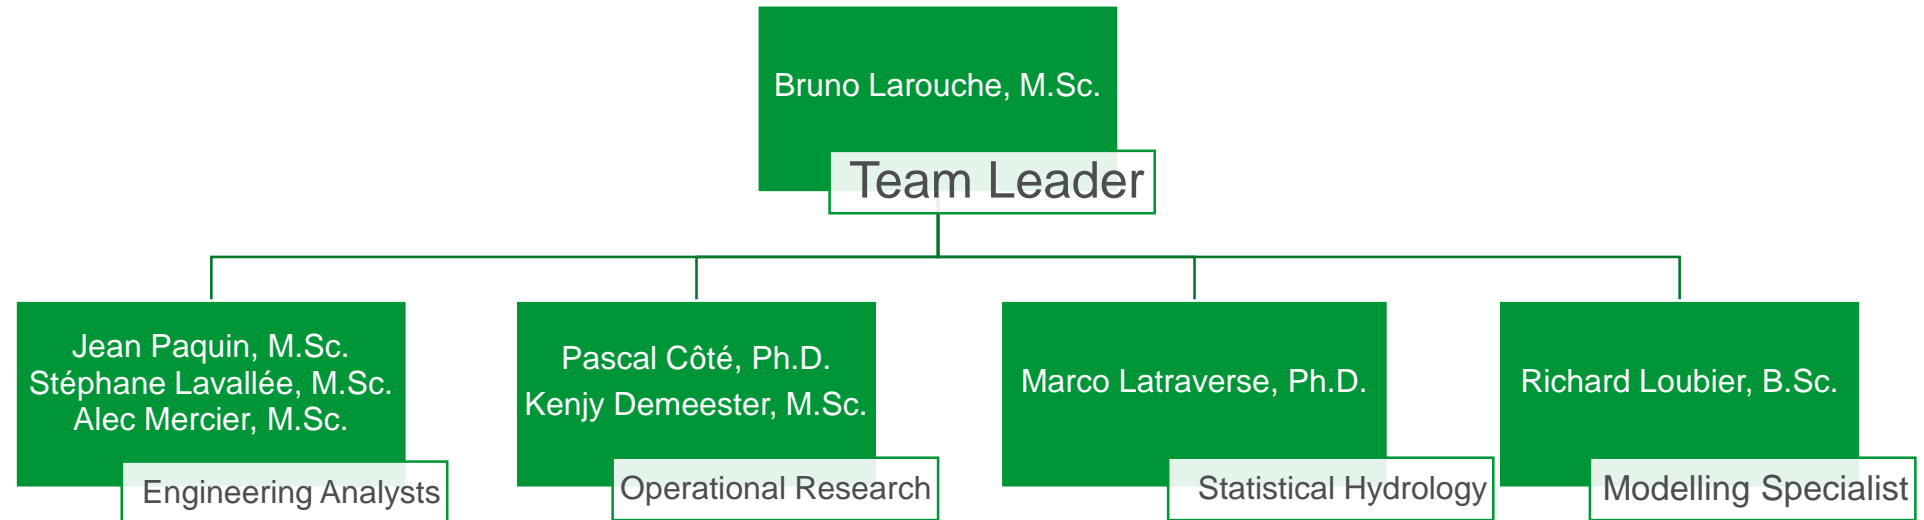 Bruno Larouche, M.Sc.
Team Leader
Jean Paquin, M.Sc.
Stéphane Lavallée, M.Sc.
Alec Mercier, M.Sc.
Engineering Analysts
Pascal Côté, Ph.D.
Kenjy Demeester, M.Sc.
Operational Research
Marco Latraverse, Ph.D.
Statistical Hydrology
Richard Loubier, B.Sc.
Modelling Specialist